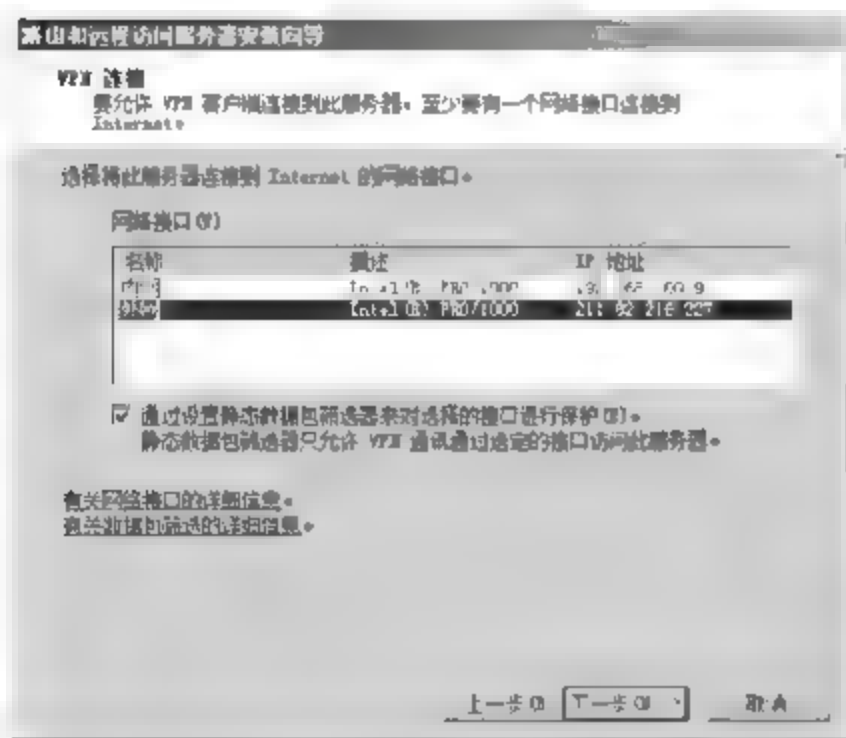 路由和远程访问服务器安装向导
VPN 连接
要允许 VPN 客户端连接到此服务器，至少要有一个网络接口连接到
Internet。
选择将此服务器连接到 Internet 的网络接口。
网络接口(W)
名称 描述 IP 地址
内网 Intel(R) PRO/1000
外网 Intel(R) PRO/1000 216 227
通过设置静态数据包筛选器来对选择的接口进行保护(E)。
静态数据包筛选器只允许 VPN 通讯通过选定的接口访问此服务器。
有关网络接口的详细信息。
有关数据包筛选的详细信息。
上一步(B) 下一步(N) > 取消